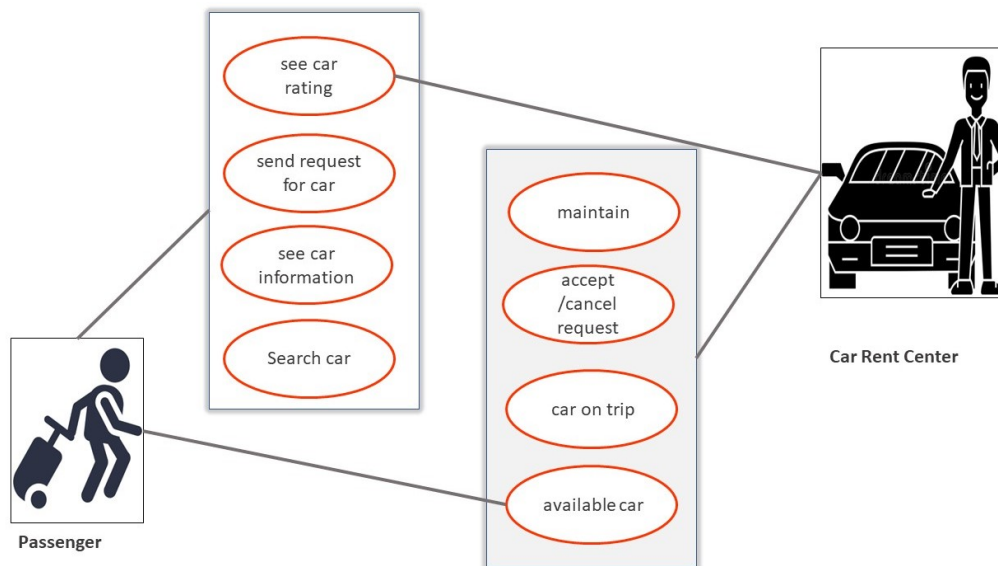 see car
rating
send request
for car
see car
information
Search car
maintain
accept
/cancel
request
car on trip
available car
Passenger
Car Rent Center